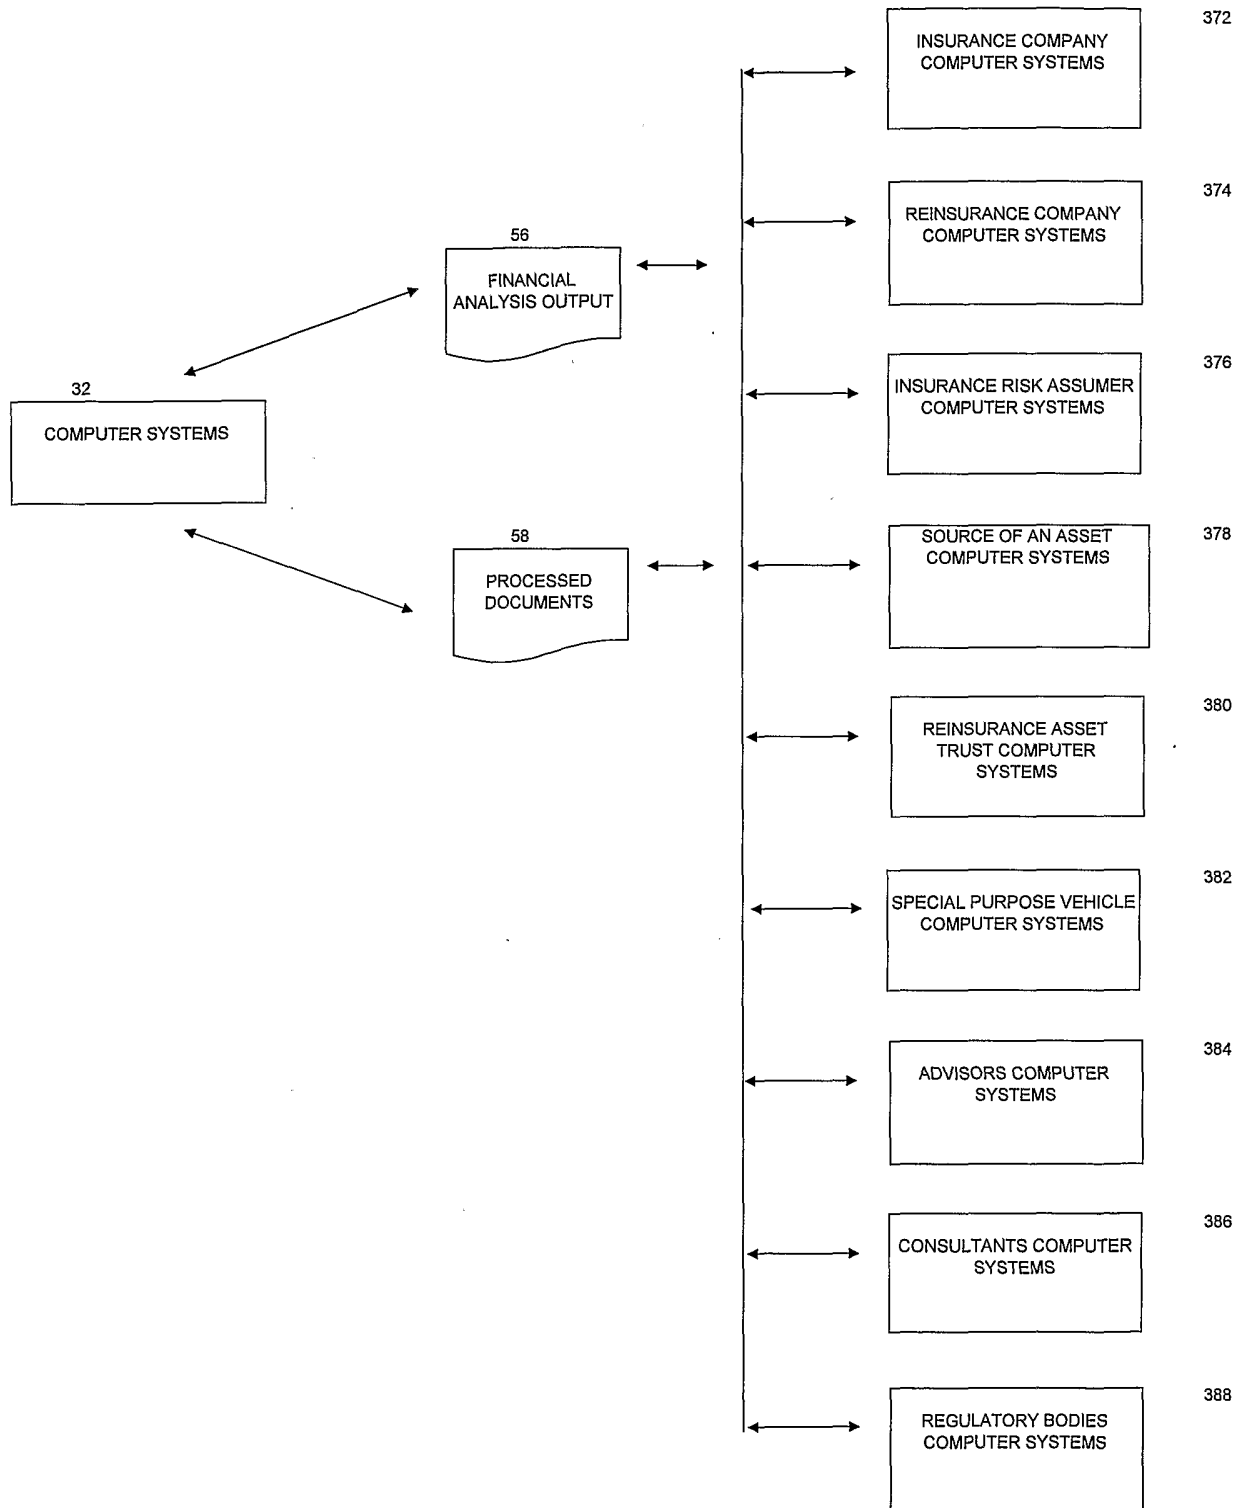 372
INSURANCE COMPANY
COMPUTER SYSTEMS
374
REINSURANCE COMPANY
COMPUTER SYSTEMS
56
FINANCIAL
ANALYSIS OUTPUT
376
INSURANCE RISK ASSUMER
COMPUTER SYSTEMS
32
COMPUTER SYSTEMS
378
SOURCE OF AN ASSET
COMPUTER SYSTEMS
58
PROCESSED
DOCUMENTS
380
REINSURANCE ASSET
TRUST COMPUTER
SYSTEMS
382
SPECIAL PURPOSE VEHICLE
COMPUTER SYSTEMS
384
ADVISORS COMPUTER
SYSTEMS
386
CONSULTANTS COMPUTER
SYSTEMS
388
REGULATORY BODIES
COMPUTER SYSTEMS